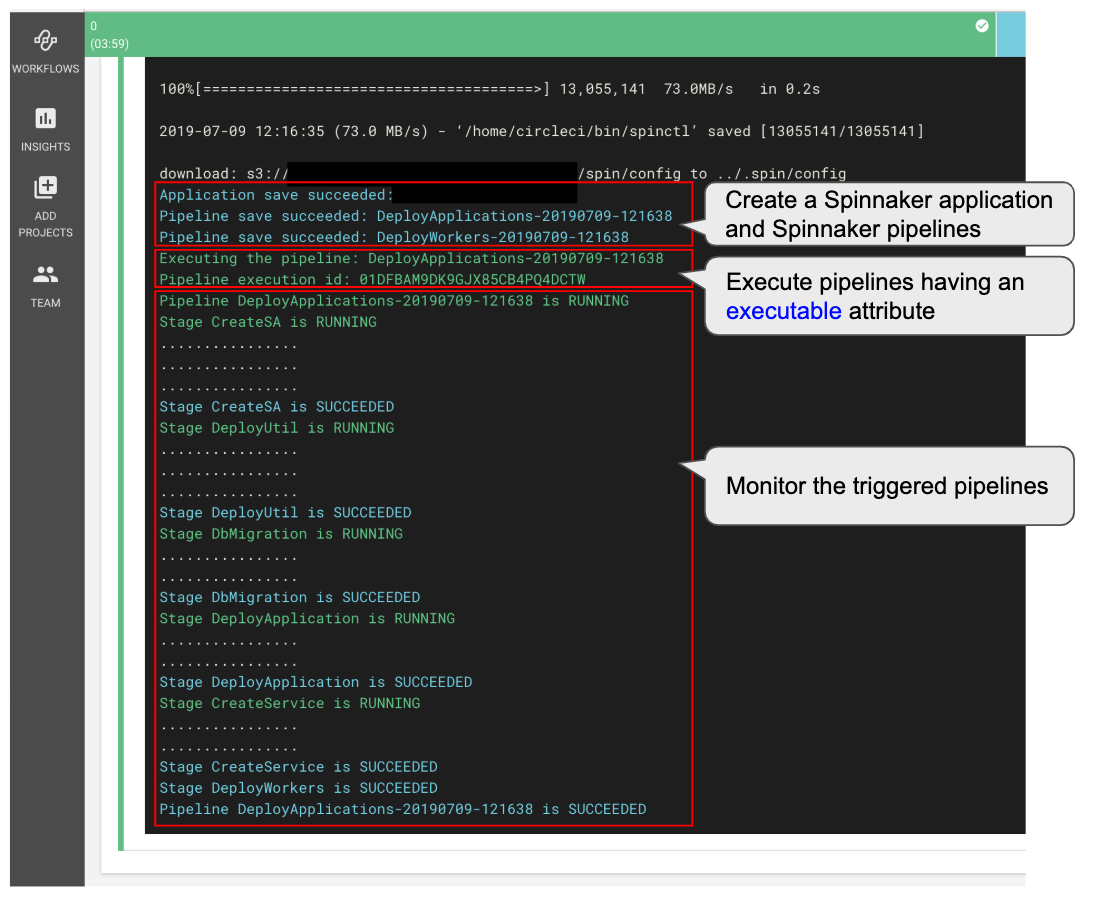 0
(03:59)
WORKFLOWS
INSIGHTS
ADD
PROJECTS
TEAM
100%[======================================>] 13,055,141  73.0MB/s   in 0.2s
2019-07-09 12:16:35 (73.0 MB/s) - ‘/home/circleci/bin/spinctl’ saved [13055141/13055141]
download: s3:// /spin/config to ../.spin/config
Application save succeeded:
Pipeline save succeeded: DeployApplications-20190709-121638
Pipeline save succeeded: DeployWorkers-20190709-121638
Executing the pipeline: DeployApplications-20190709-121638
Pipeline execution id: 01DFBAM9DK9GJX85CB4PQ4DCTW
Pipeline DeployApplications-20190709-121638 is RUNNING
Stage CreateSA is RUNNING
................
................
................
Stage CreateSA is SUCCEEDED
Stage DeployUtil is RUNNING
................
................
................
Stage DeployUtil is SUCCEEDED
Stage DbMigration is RUNNING
................
................
Stage DbMigration is SUCCEEDED
Stage DeployApplication is RUNNING
................
................
Stage DeployApplication is SUCCEEDED
Stage CreateService is RUNNING
................
................
Stage CreateService is SUCCEEDED
Stage DeployWorkers is SUCCEEDED
Pipeline DeployApplications-20190709-121638 is SUCCEEDED
Create a Spinnaker application
and Spinnaker pipelines
Execute pipelines having an
executable attribute
Monitor the triggered pipelines